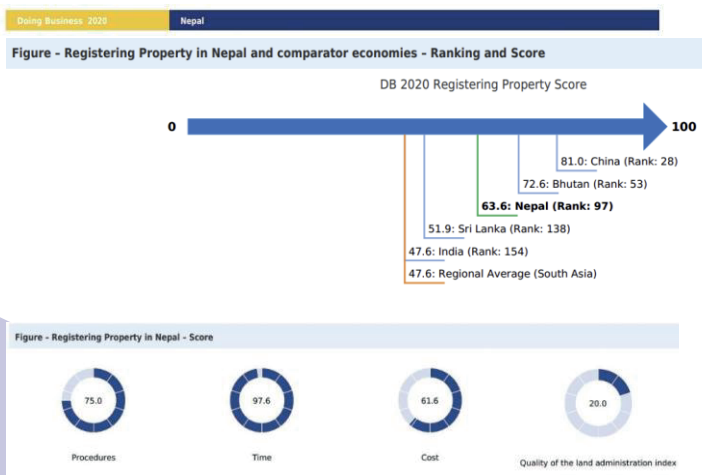 Doing Business 2020 Nepal
Figure – Registering Property in Nepal and comparator economies – Ranking and Score
DB 2020 Registering Property Score
0 100
81.0: China (Rank: 28)
72.6: Bhutan (Rank: 53)
63.6: Nepal (Rank: 97)
51.9: Sri Lanka (Rank: 138)
47.6: India (Rank: 154)
47.6: Regional Average (South Asia)
Figure – Registering Property in Nepal – Score
75.0 97.6 61.6 20.0
Procedures Time Cost Quality of the land administration index